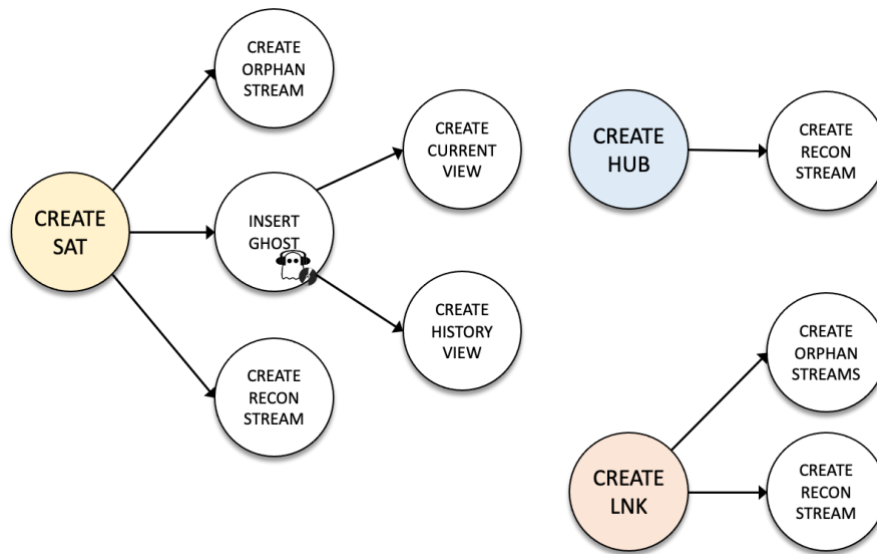 CREATE
ORPHAN
STREAM
CREATE
CURRENT
VIEW
CREATE
SAT
INSERT
GHOST
CREATE
HISTORY
VIEW
CREATE
RECON
STREAM
CREATE
HUB
CREATE
RECON
STREAM
CREATE
ORPHAN
STREAMS
CREATE
LNK
CREATE
RECON
STREAM